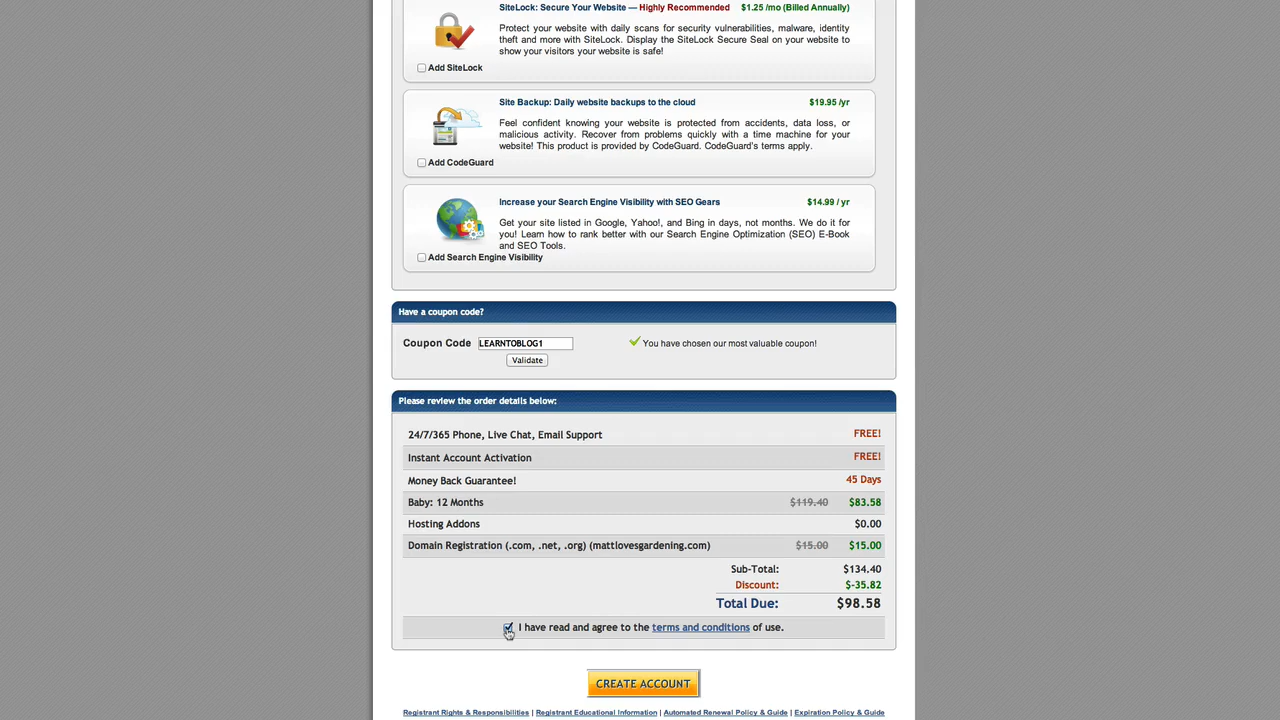 SiteLock: Secure Your Website — Highly Recommended $1.25 /mo (Billed Annually)
Protect your website with daily scans for security vulnerabilities, malware, identity
theft and more with SiteLock. Display the SiteLock Secure Seal on your website to
show your visitors your website is safe!
Add SiteLock
Site Backup: Daily website backups to the cloud $19.95 /yr
Feel confident knowing your website is protected from accidents, data loss, or
malicious activity. Recover from problems quickly with a time machine for your
website! This product is provided by CodeGuard. CodeGuard's terms apply.
Add CodeGuard
Increase your Search Engine Visibility with SEO Gears $14.99 / yr
Get your site listed in Google, Yahoo!, and Bing in days, not months. We do it for
you! Learn how to rank better with our Search Engine Optimization (SEO) E-Book
and SEO Tools.
Add Search Engine Visibility
Have a coupon code?
Coupon Code LEARNTOBLOG1 You have chosen our most valuable coupon!
Validate
Please review the order details below:
24/7/365 Phone, Live Chat, Email Support FREE!
Instant Account Activation FREE!
Money Back Guarantee! 45 Days
Baby: 12 Months $119.40 $83.58
Hosting Addons $0.00
Domain Registration (.com, .net, .org) (mattlovesgardening.com) $15.00 $15.00
Sub-Total: $134.40
Discount: $-35.82
Total Due: $98.58
I have read and agree to the terms and conditions of use.
CREATE ACCOUNT
Registrant Rights & Responsibilities | Registrant Educational Information | Automated Renewal Policy & Guide | Expiration Policy & Guide